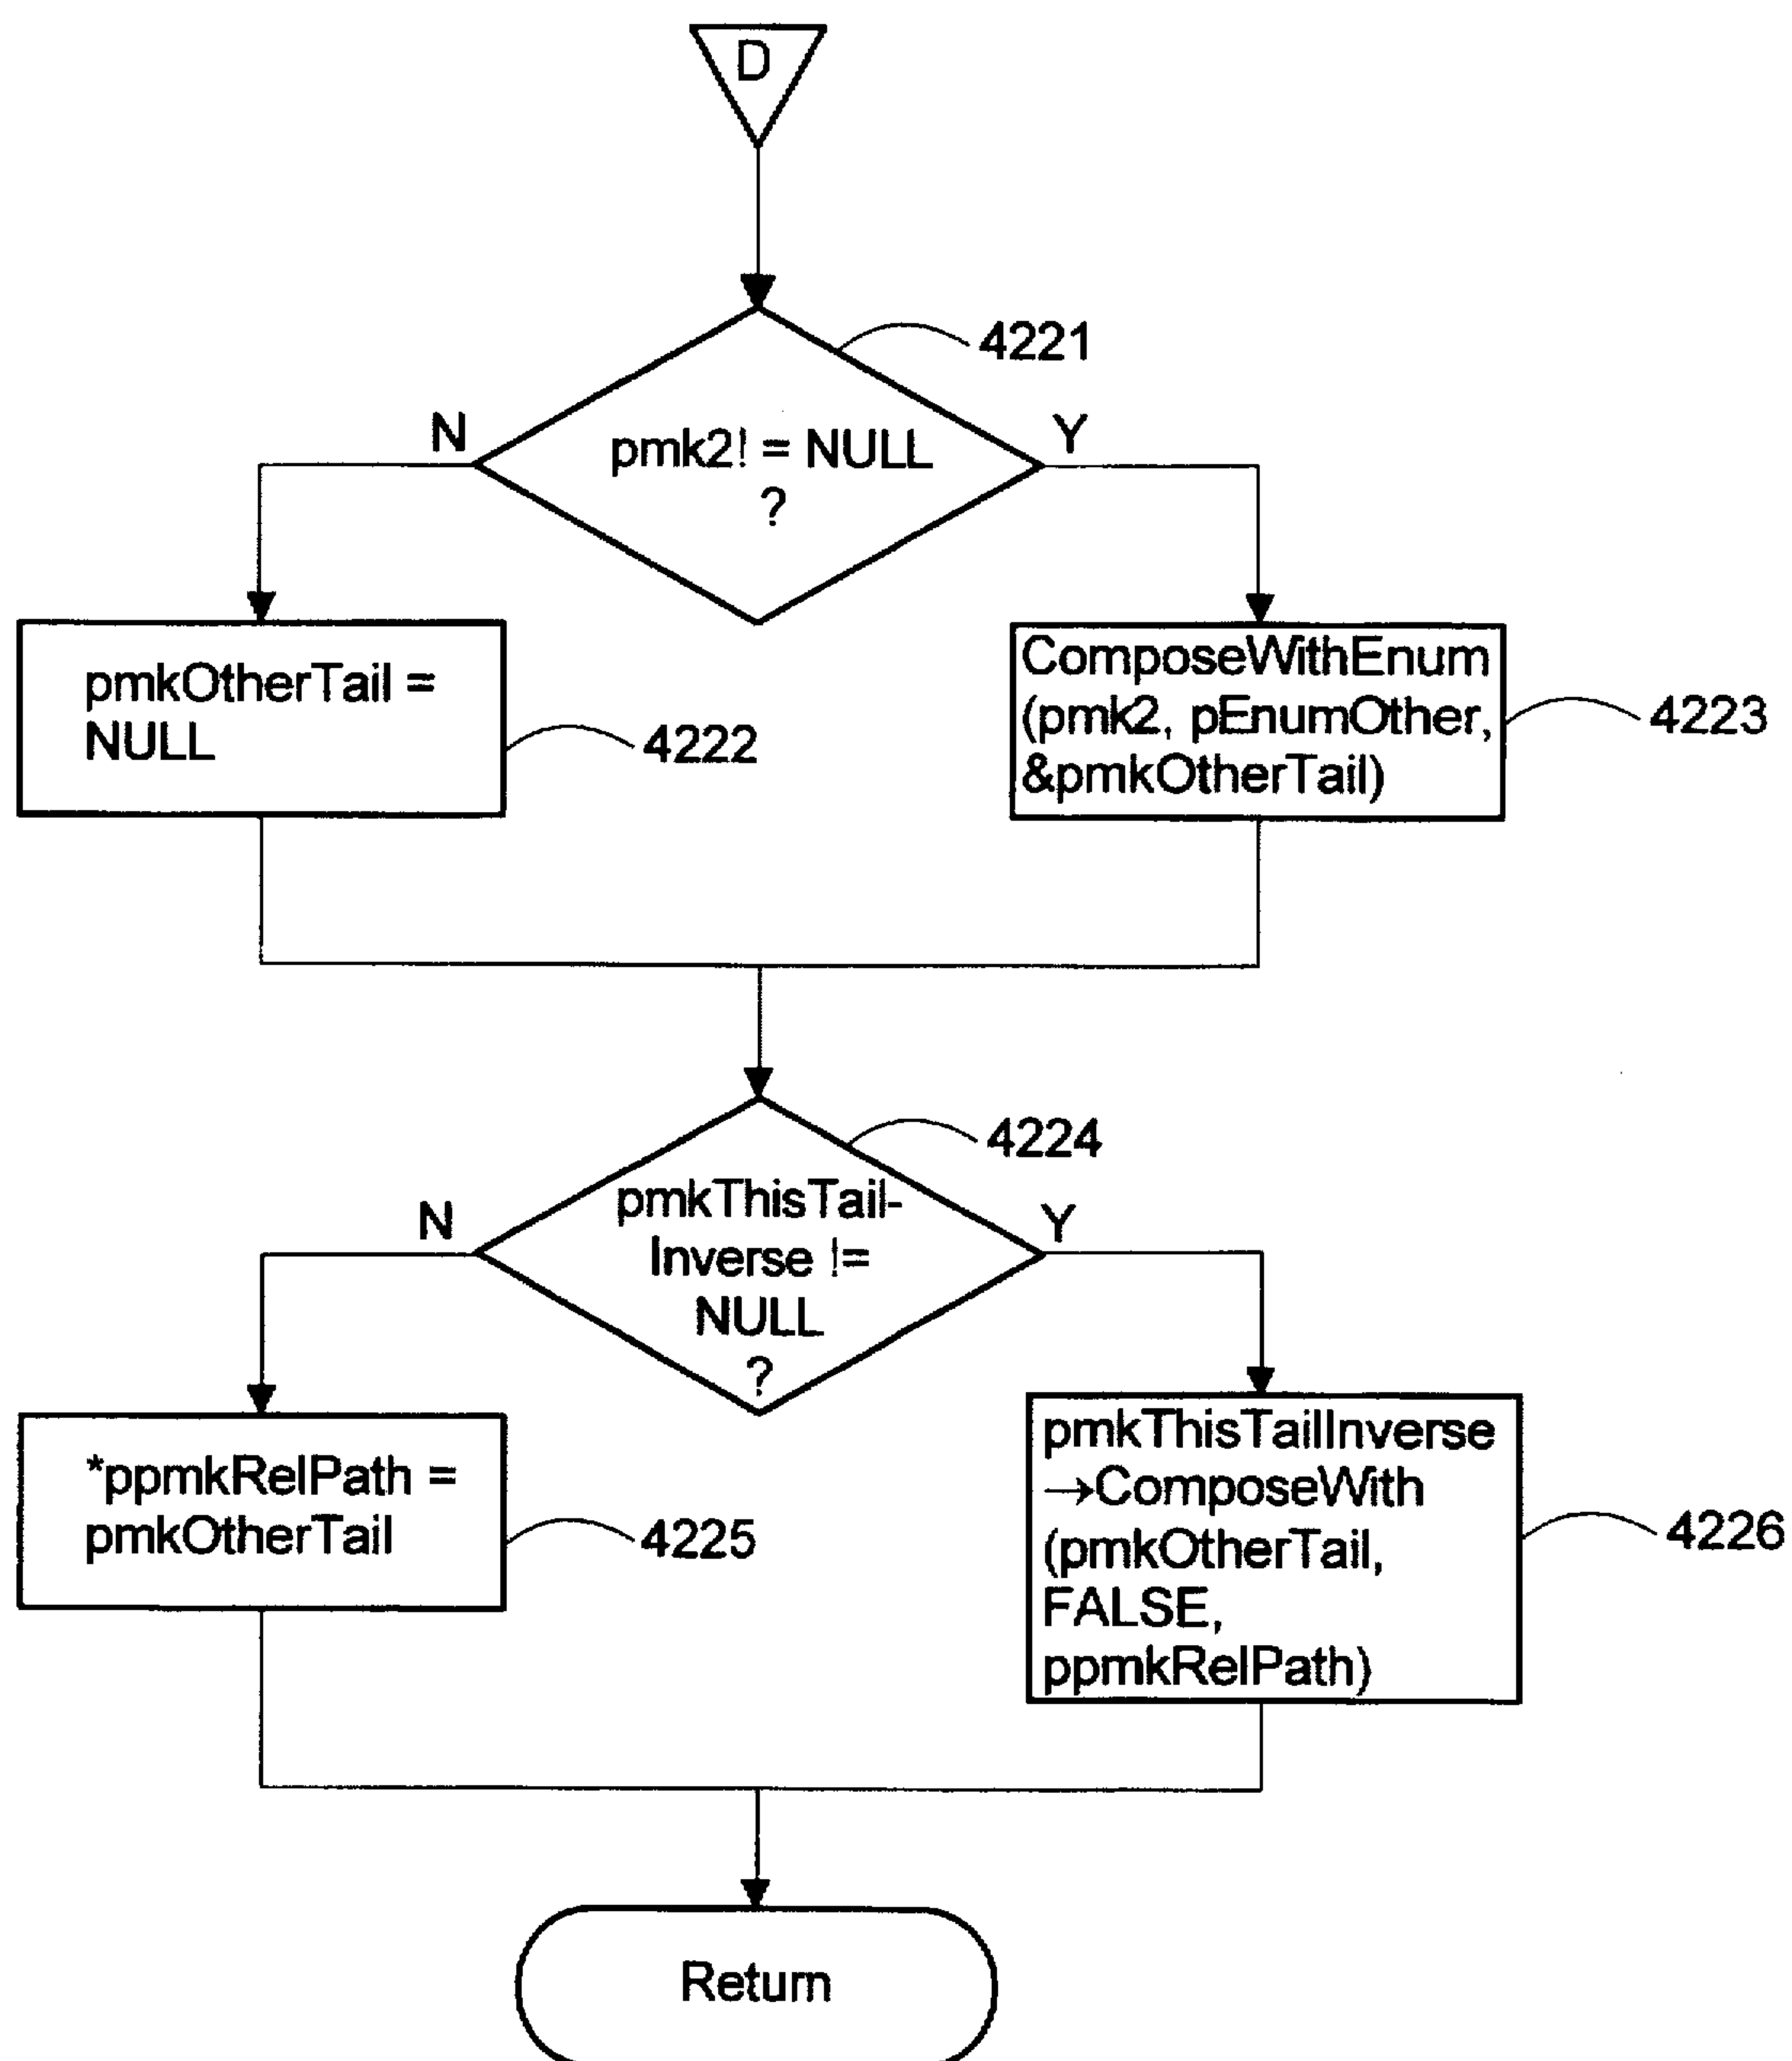 D
4221
N
Y
pmk2! = NULL
?
pmkOtherTail =
NULL
4222
ComposeWithEnum
(pmk2, pEnumOther,
&pmkOtherTail)
4223
4224
N
Y
pmkThisTail-
Inverse !=
NULL
?
*ppmkRelPath =
pmkOtherTail
4225
pmkThisTailInverse
→ComposeWith
(pmkOtherTail,
FALSE,
ppmkRelPath)
4226
Return